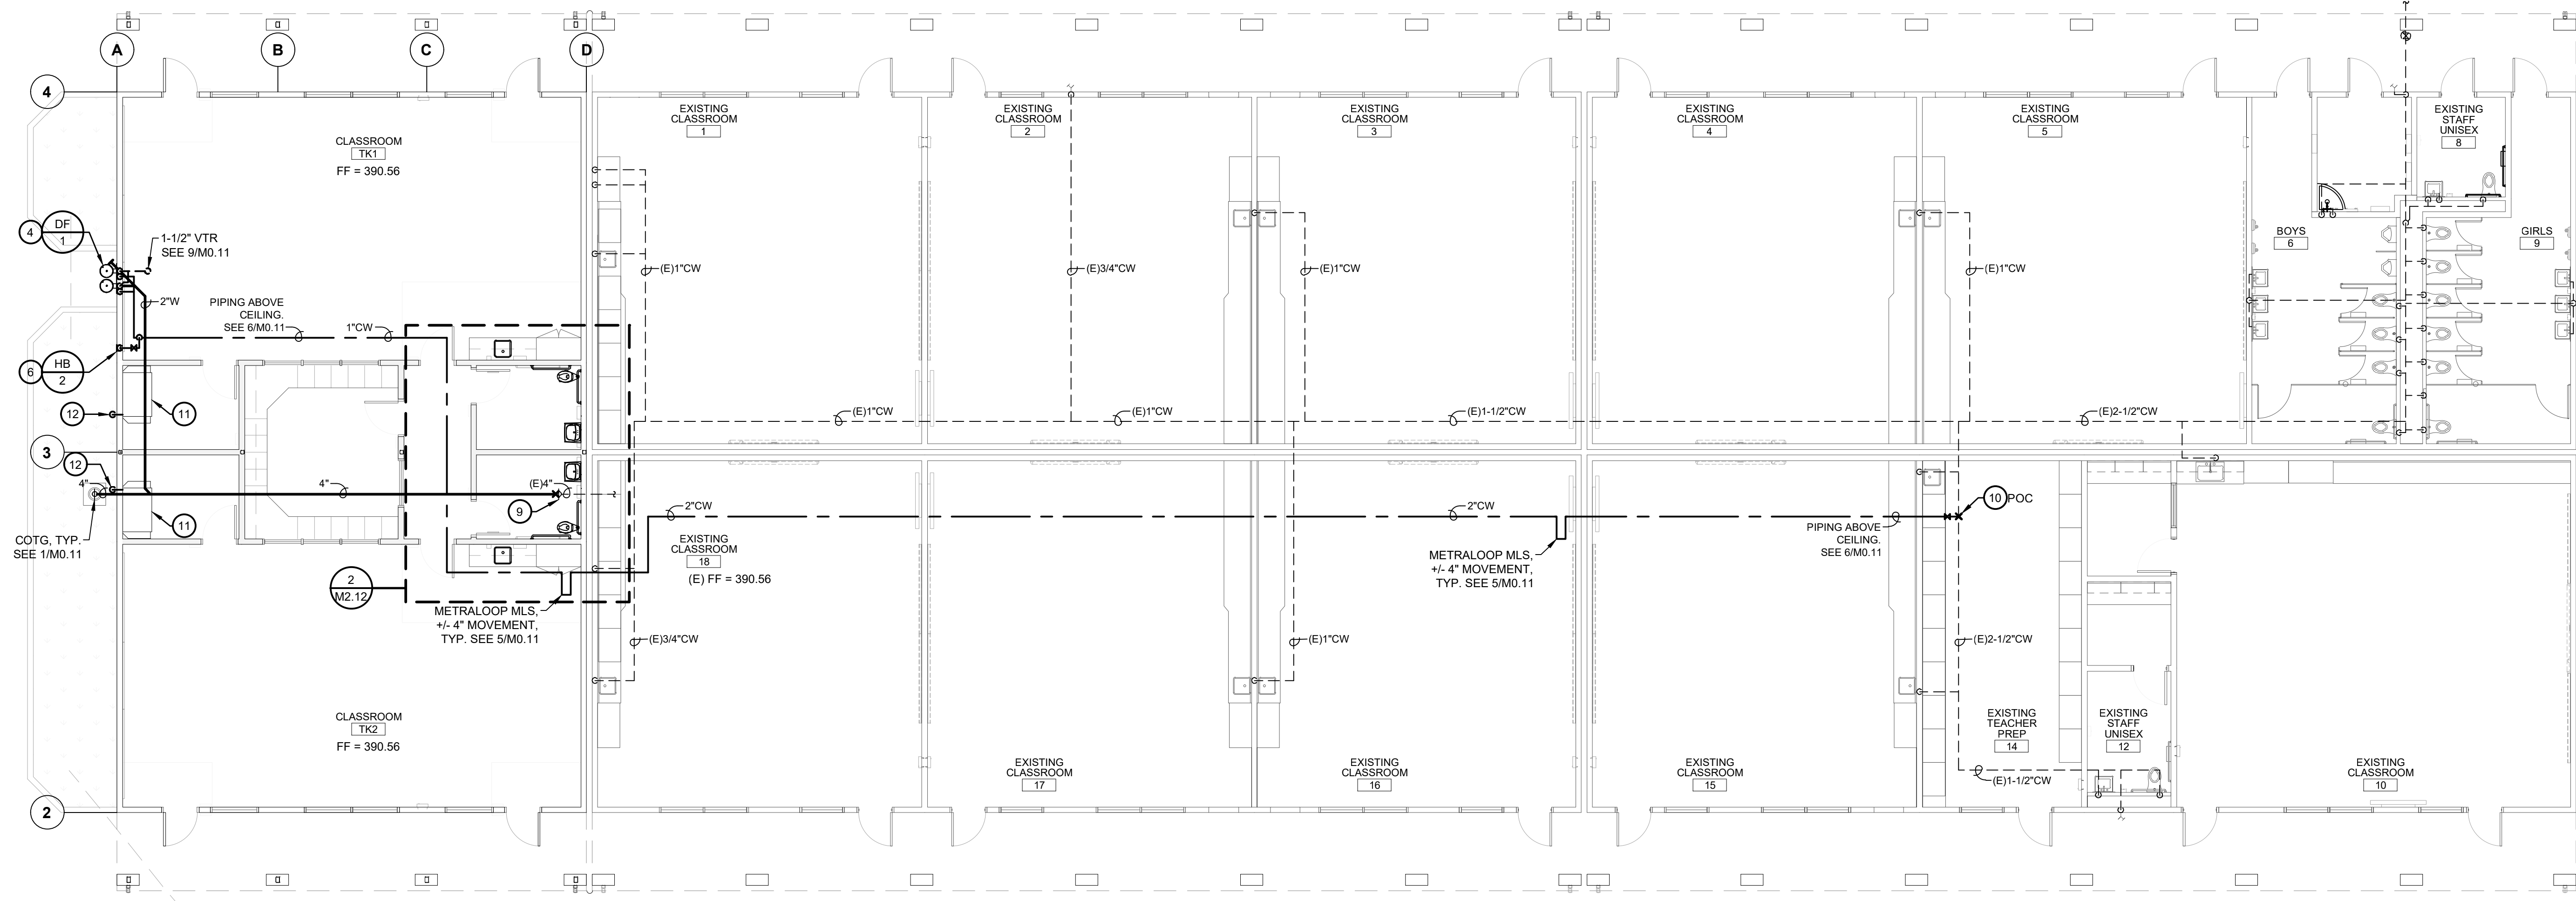 A
B
C
D
4
EXISTING
CLASSROOM
1
EXISTING
CLASSROOM
2
EXISTING
CLASSROOM
3
EXISTING
CLASSROOM
4
EXISTING
CLASSROOM
5
EXISTING
STAFF
UNISEX
8
CLASSROOM
TK1
FF = 390.56
4
DF
1
1-1/2" VTR
SEE 9/M0.11
BOYS
6
GIRLS
9
(E)1"CW
(E)3/4"CW
(E)1"CW
(E)1"CW
2"W
PIPING ABOVE
CEILING.
SEE 6/M0.11
1"CW
6
HB
2
12
11
(E)1"CW
(E)1"CW
(E)1-1/2"CW
(E)2-1/2"CW
3
12
4"
4"
(E)4"
9
11
COTG, TYP.
SEE 1/M0.11
2"CW
2"CW
10
POC
PIPING ABOVE
CEILING.
SEE 6/M0.11
EXISTING
CLASSROOM
18
(E) FF = 390.56
METRALOOP MLS,
+/- 4" MOVEMENT,
TYP. SEE 5/M0.11
2
M2.12
METRALOOP MLS,
+/- 4" MOVEMENT,
TYP. SEE 5/M0.11
(E)3/4"CW
(E)1"CW
(E)2-1/2"CW
CLASSROOM
TK2
FF = 390.56
EXISTING
TEACHER
PREP
14
EXISTING
STAFF
UNISEX
12
EXISTING
CLASSROOM
17
EXISTING
CLASSROOM
16
EXISTING
CLASSROOM
15
(E)1-1/2"CW
EXISTING
CLASSROOM
10
2